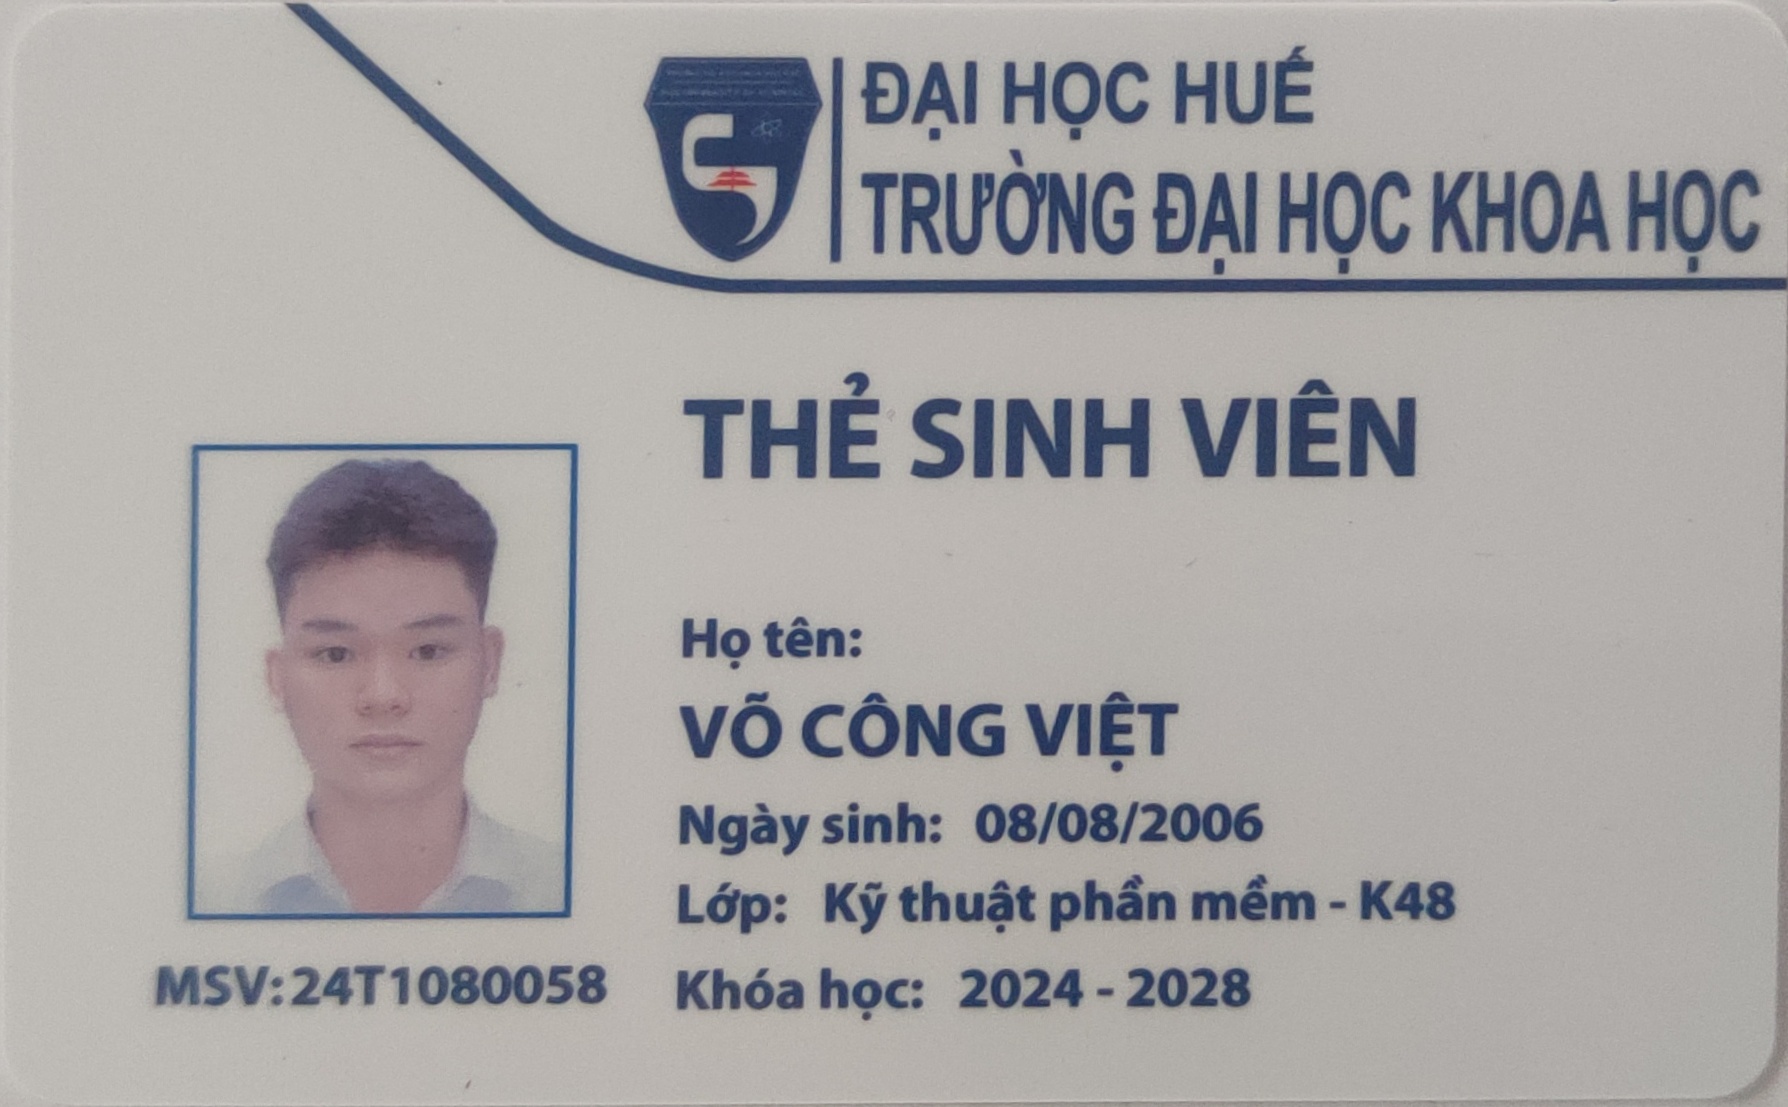 ĐẠI HỌC HUẾ
TRƯỜNG ĐẠI HỌC KHOA HỌC
THẺ SINH VIÊN
Họ tên:
VÕ CÔNG VIỆT
Ngày sinh: 08/08/2006
Lớp: Kỹ thuật phần mềm - K48
Khóa học: 2024 - 2028
MSV:24T1080058